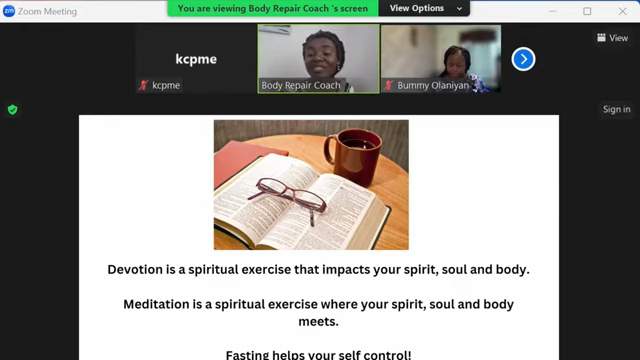 Zoom Meeting
You are viewing Body Repair Coach 's screen
View Options
kcpme
kcpme
Body Repair Coach
Bummy Olaniyan
View
Sign in
Devotion is a spiritual exercise that impacts your spirit, soul and body.
Meditation is a spiritual exercise where your spirit, soul and body
meets.
Fasting helps your self control!